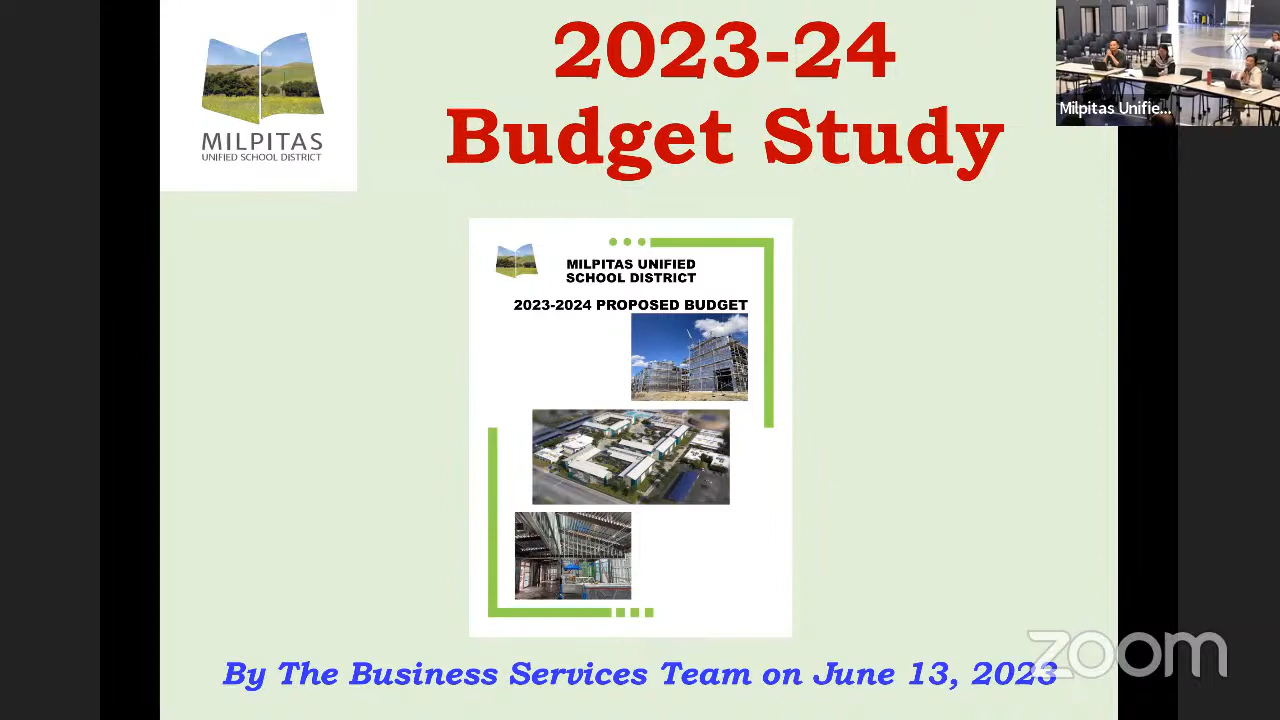 2023-24
Budget Study
MILPITAS
UNIFIED SCHOOL DISTRICT
Milpitas Unifie...
MILPITAS UNIFIED
SCHOOL DISTRICT
2023-2024 PROPOSED BUDGET
By The Business Services Team on June 13, 2023
zoom